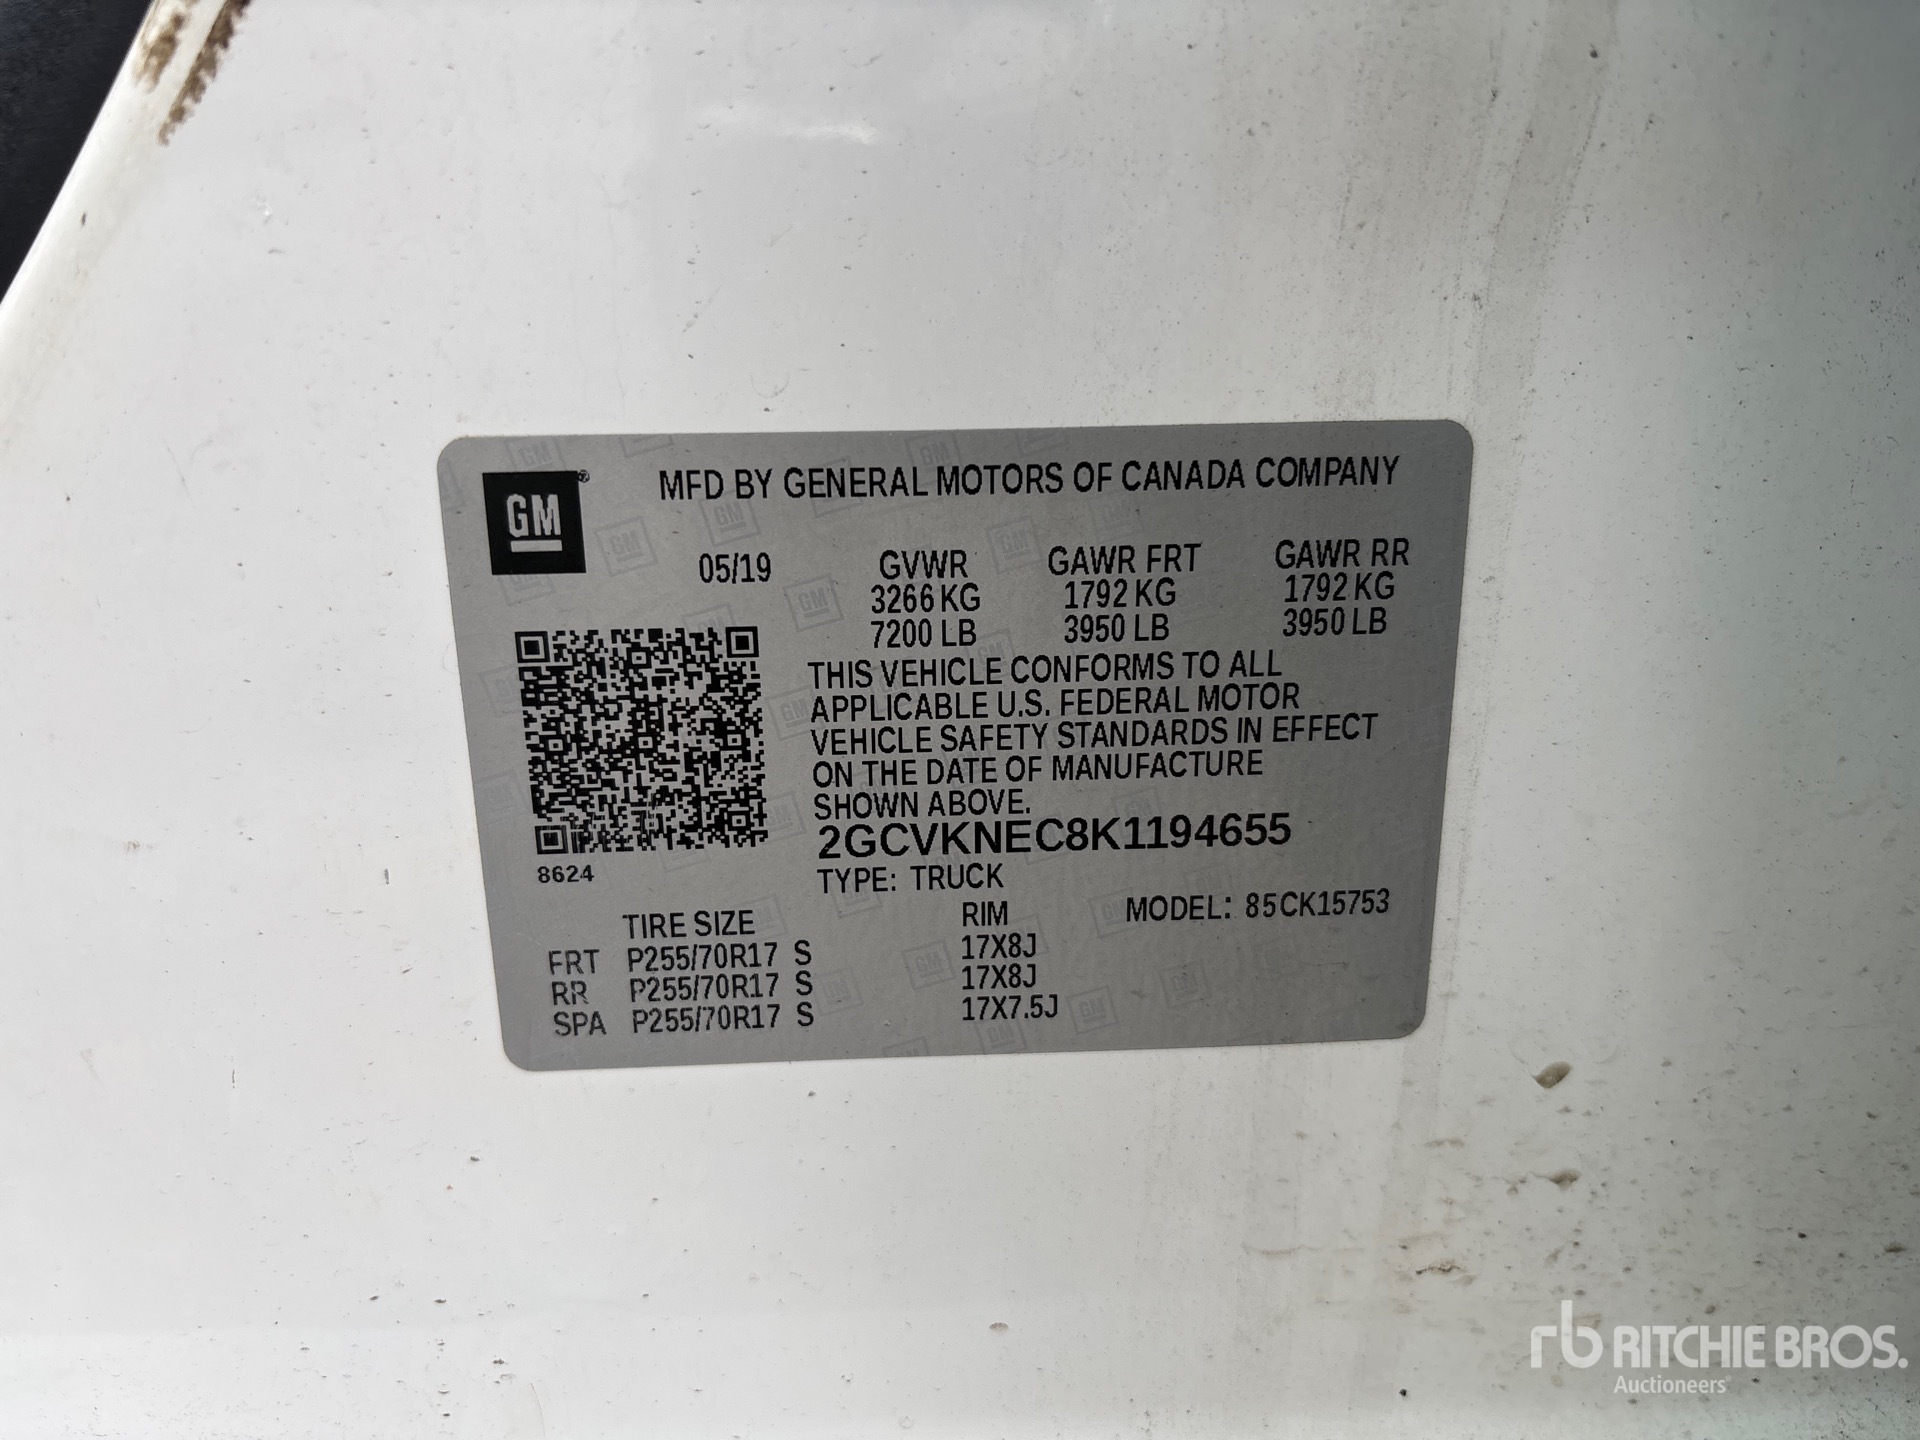 GM
MFD BY GENERAL MOTORS OF CANADA COMPANY
05/19 GVWR GAWR FRT GAWR RR
3266 KG 1792 KG 1792 KG
7200 LB 3950 LB 3950 LB
THIS VEHICLE CONFORMS TO ALL
APPLICABLE U.S. FEDERAL MOTOR
VEHICLE SAFETY STANDARDS IN EFFECT
ON THE DATE OF MANUFACTURE
SHOWN ABOVE.
2GCVKNEC8K1194655
8624
TYPE: TRUCK
TIRE SIZE RIM MODEL: 85CK15753
FRT P255/70R17 S 17X8J
RR P255/70R17 S 17X8J
SPA P255/70R17 S 17X7.5J
rb RITCHIE BROS.
Auctioneers